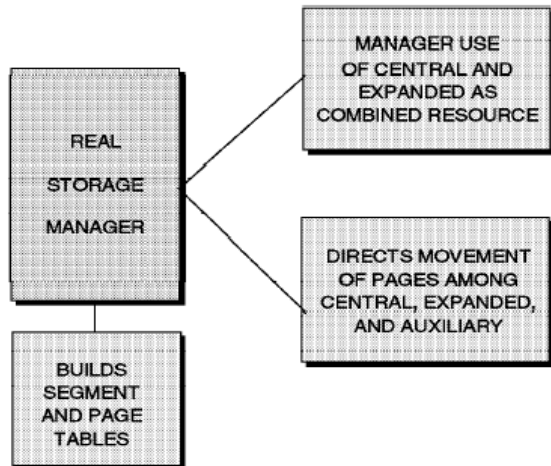 REAL
STORAGE
MANAGER
MANAGER USE
OF CENTRAL AND
EXPANDED AS
COMBINED RESOURCE
DIRECTS MOVEMENT
OF PAGES AMONG
CENTRAL, EXPANDED,
AND AUXILIARY
BUILDS
SEGMENT
AND PAGE
TABLES